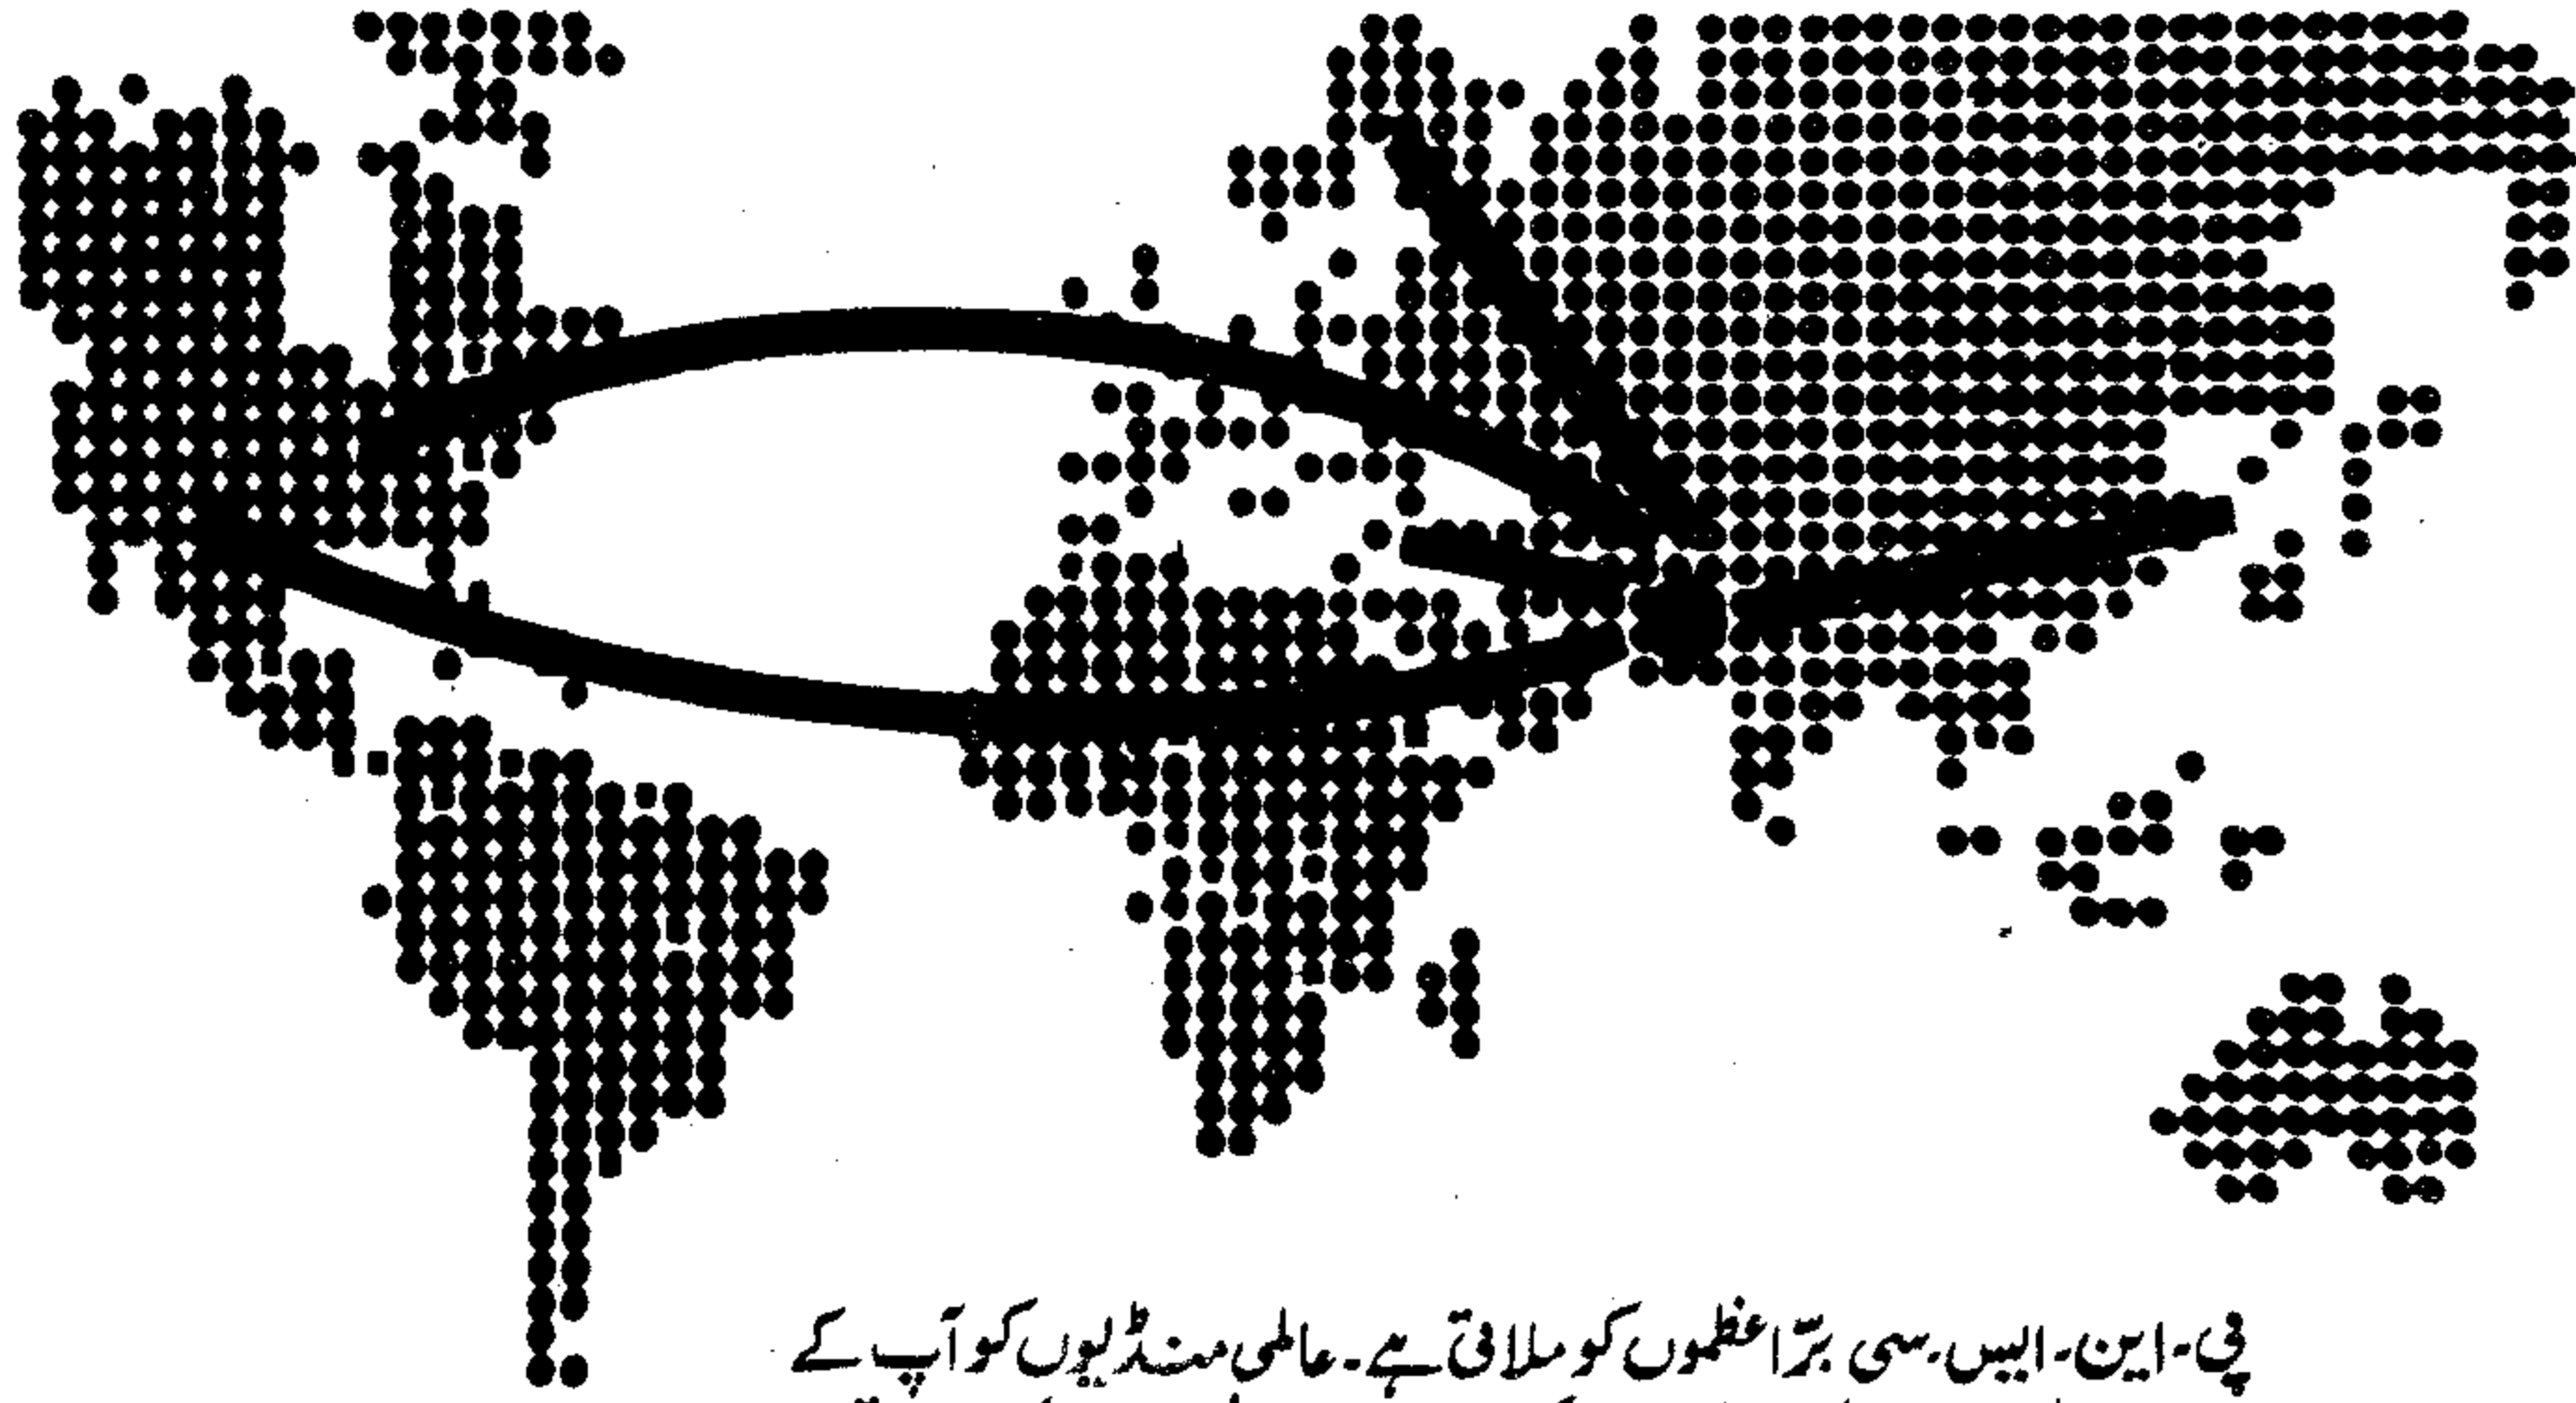 پی۔این۔ایس۔سی برّاعظموں کو ملاتی ہے۔ عالمی منڈیوں کو آپ کے